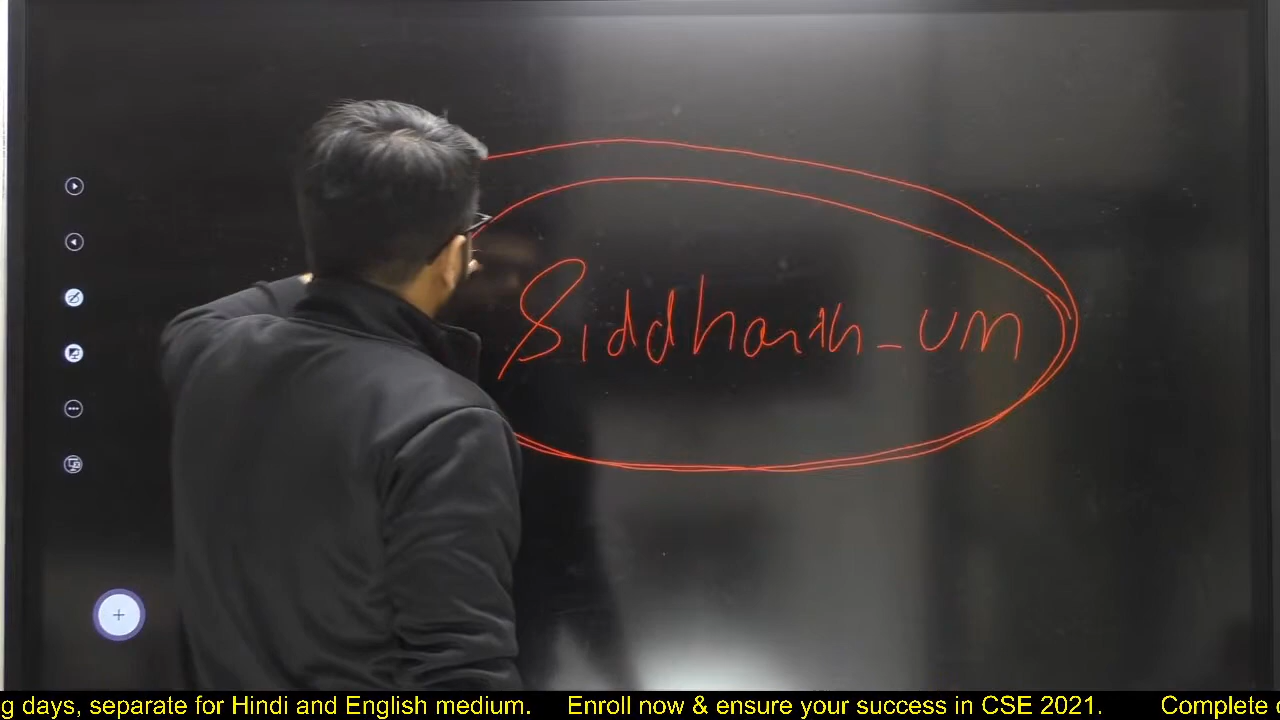 Siddharth_um
g days, separate for Hindi and English medium. Enroll now & ensure your success in CSE 2021. Complete